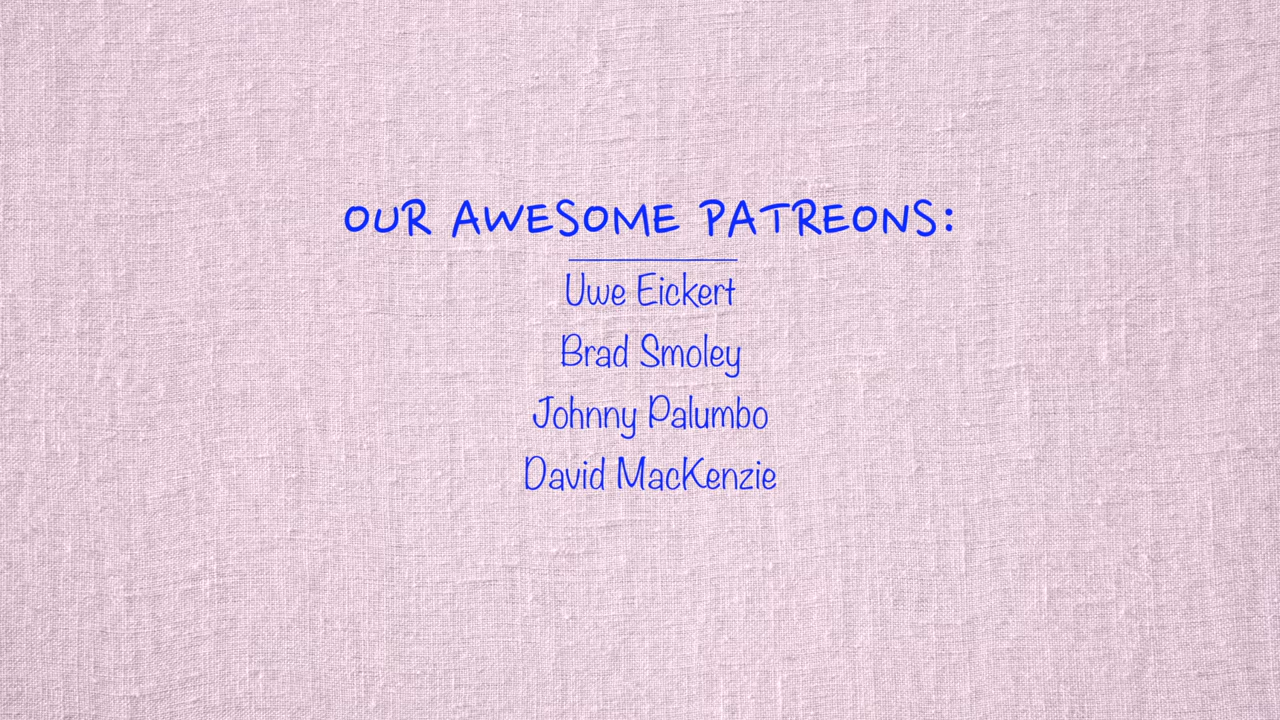 OUR AWESOME PATREONS:
Uwe Eickert
Brad Smoley
Johnny Palumbo
David MacKenzie